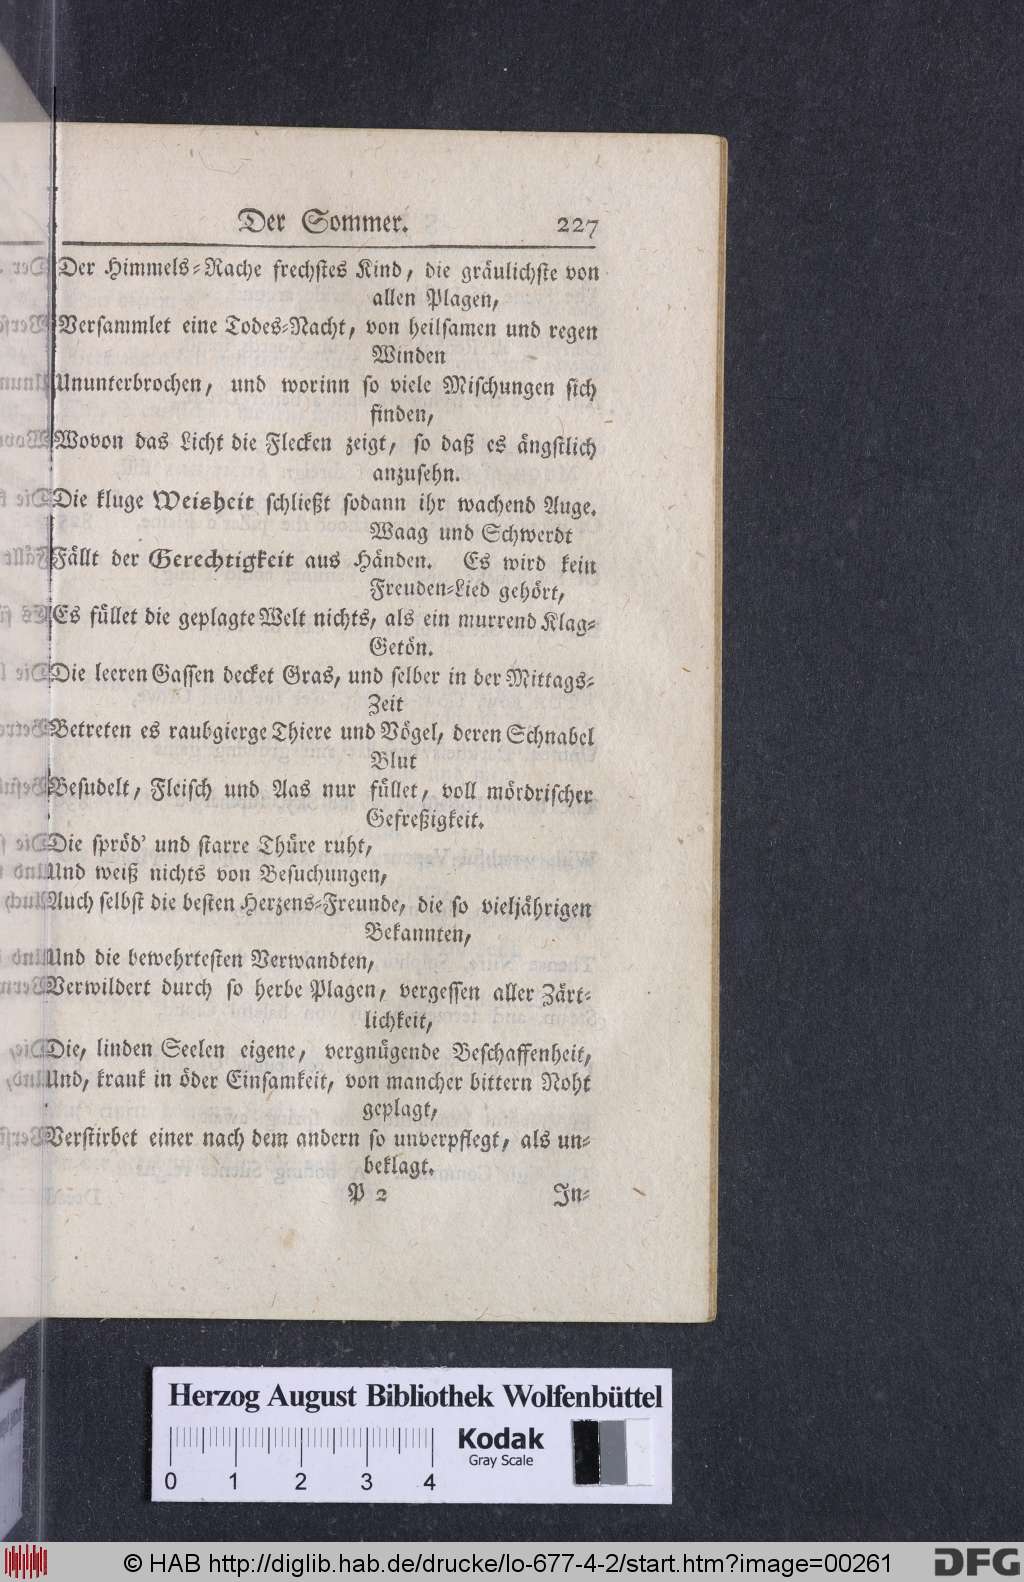 Der Sommer. 227
Der Himmels-Rache frechstes Kind, die gräulichste von
allen Plagen,
Versammlet eine Todes-Nacht, von heilsamen und regen
Winden
Ununterbrochen, und worinn so viele Mischungen sich
finden,
Wovon das Licht die Flecken zeigt, so daß es ängstlich
anzusehn.
Die kluge Weisheit schließt sodann ihr wachend Auge.
Waag und Schwerdt
Fällt der Gerechtigkeit aus Händen. Es wird kein
Freuden-Lied gehört,
Es füllet die geplagte Welt nichts, als ein murrend Klag-
Getön.
Die leeren Gassen decket Gras, und selber in der Mittags-
Zeit
Betreten es raubgierge Thiere und Vögel, deren Schnabel
Blut
Besudelt, Fleisch und Aas nur füllet, voll mördrischer
Gefreßigkeit.
Die spröd' und starre Thüre ruht,
Und weiß nichts von Besuchungen,
Auch selbst die besten Herzens-Freunde, die so vieljährigen
Bekannten,
Und die bewehrtesten Verwandten,
Verwildert durch so herbe Plagen, vergessen aller Zärt-
lichkeit,
Die, linden Seelen eigene, vergnügende Beschaffenheit,
Und, krank in öder Einsamkeit, von mancher bittern Noht
geplagt,
Verstirbet einer nach dem andern so unverpflegt, als un-
beklagt.
P 2 In-
Herzog August Bibliothek Wolfenbüttel
0 1 2 3 4
Kodak
Gray Scale
© HAB http://diglib.hab.de/drucke/lo-677-4-2/start.htm?image=00261
DFG